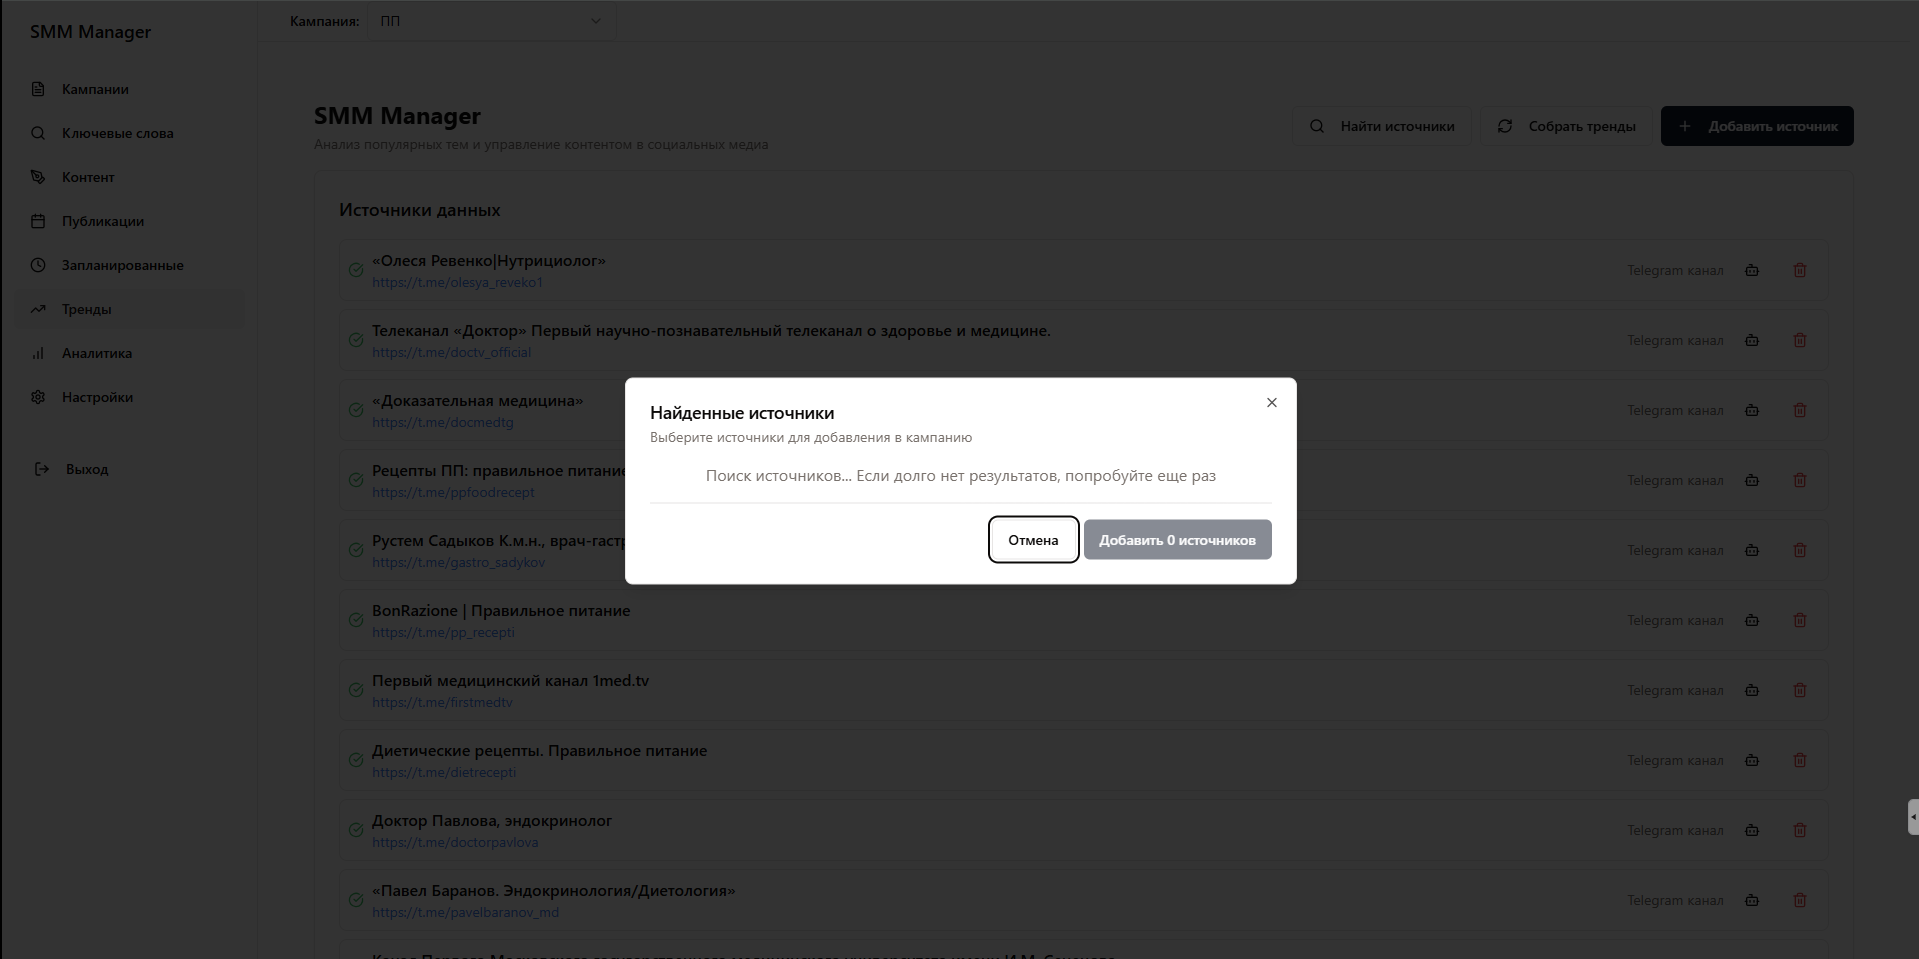 SMM Manager
Кампании
Ключевые слова
Контент
Публикации
Запланированные
Тренды
Аналитика
Настройки
Выход
Кампания: ПП
SMM Manager
Анализ популярных тем и управление контентом в социальных медиа
Найти источники
Собрать тренды
Добавить источник
Источники данных
«Олеся Ревенко|Нутрициолог»
https://t.me/olesya_reveko1
Telegram канал
Телеканал «Доктор» Первый научно-познавательный телеканал о здоровье и медицине.
https://t.me/doctv_official
Telegram канал
«Доказательная медицина»
https://t.me/docmedtg
Telegram канал
Рецепты ПП: правильное питание
https://t.me/ppfoodrecept
Telegram канал
Рустем Садыков К.м.н., врач-гаст
https://t.me/gastro_sadykov
Telegram канал
BonRazione | Правильное питание
https://t.me/pp_recepti
Telegram канал
Первый медицинский канал 1med.tv
https://t.me/firstmedtv
Telegram канал
Диетические рецепты. Правильное питание
https://t.me/dietrecepti
Telegram канал
Доктор Павлова, эндокринолог
https://t.me/doctorpavlova
Telegram канал
«Павел Баранов. Эндокринология/Диетология»
https://t.me/pavelbaranov_md
Telegram канал
Найденные источники
Выберите источники для добавления в кампанию
Поиск источников... Если долго нет результатов, попробуйте еще раз
Отмена
Добавить 0 источников